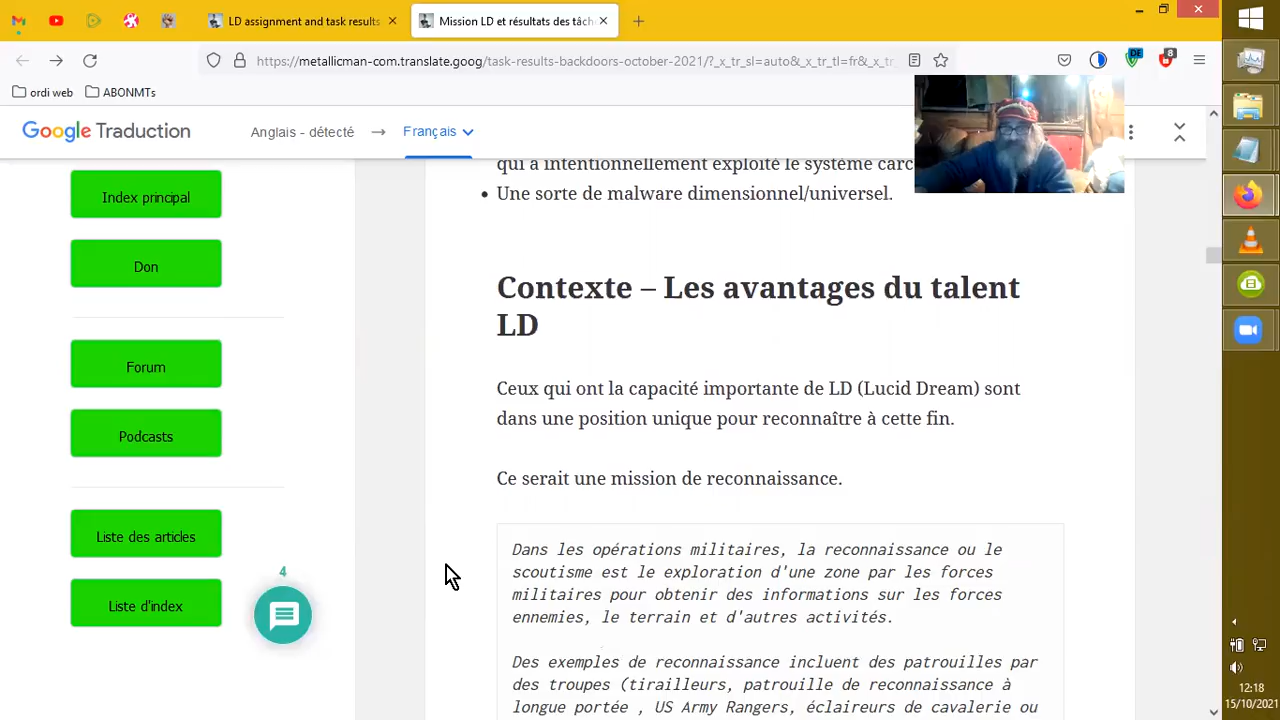 LD assignment and task results
Mission LD et résultats des tâch
https://metallicman-com.translate.goog/task-results-backdoors-october-2021/?_x_tr_sl=auto&_x_tr_tl=fr&_x_tr_
DE
8
ordi web
ABONMTs
Google Traduction
Anglais - détecté
Français
Index principal
Don
Forum
Podcasts
Liste des articles
Liste d'index
4
qui a intentionnellement exploité le système carc
Une sorte de malware dimensionnel/universel.
Contexte – Les avantages du talent
LD
Ceux qui ont la capacité importante de LD (Lucid Dream) sont
dans une position unique pour reconnaître à cette fin.
Ce serait une mission de reconnaissance.
Dans les opérations militaires, la reconnaissance ou le
scoutisme est le exploration d'une zone par les forces
militaires pour obtenir des informations sur les forces
ennemies, le terrain et d'autres activités.
Des exemples de reconnaissance incluent des patrouilles par
des troupes (tirailleurs, patrouille de reconnaissance à
longue portée , US Army Rangers, éclaireurs de cavalerie ou
12:18
15/10/2021